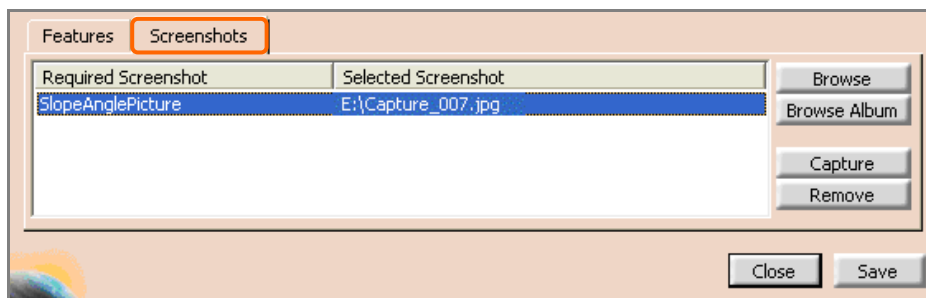 Features Screenshots
Required Screenshot Selected Screenshot
SlopeAnglePicture E:\Capture_007.jpg
Browse
Browse Album
Capture
Remove
Close Save